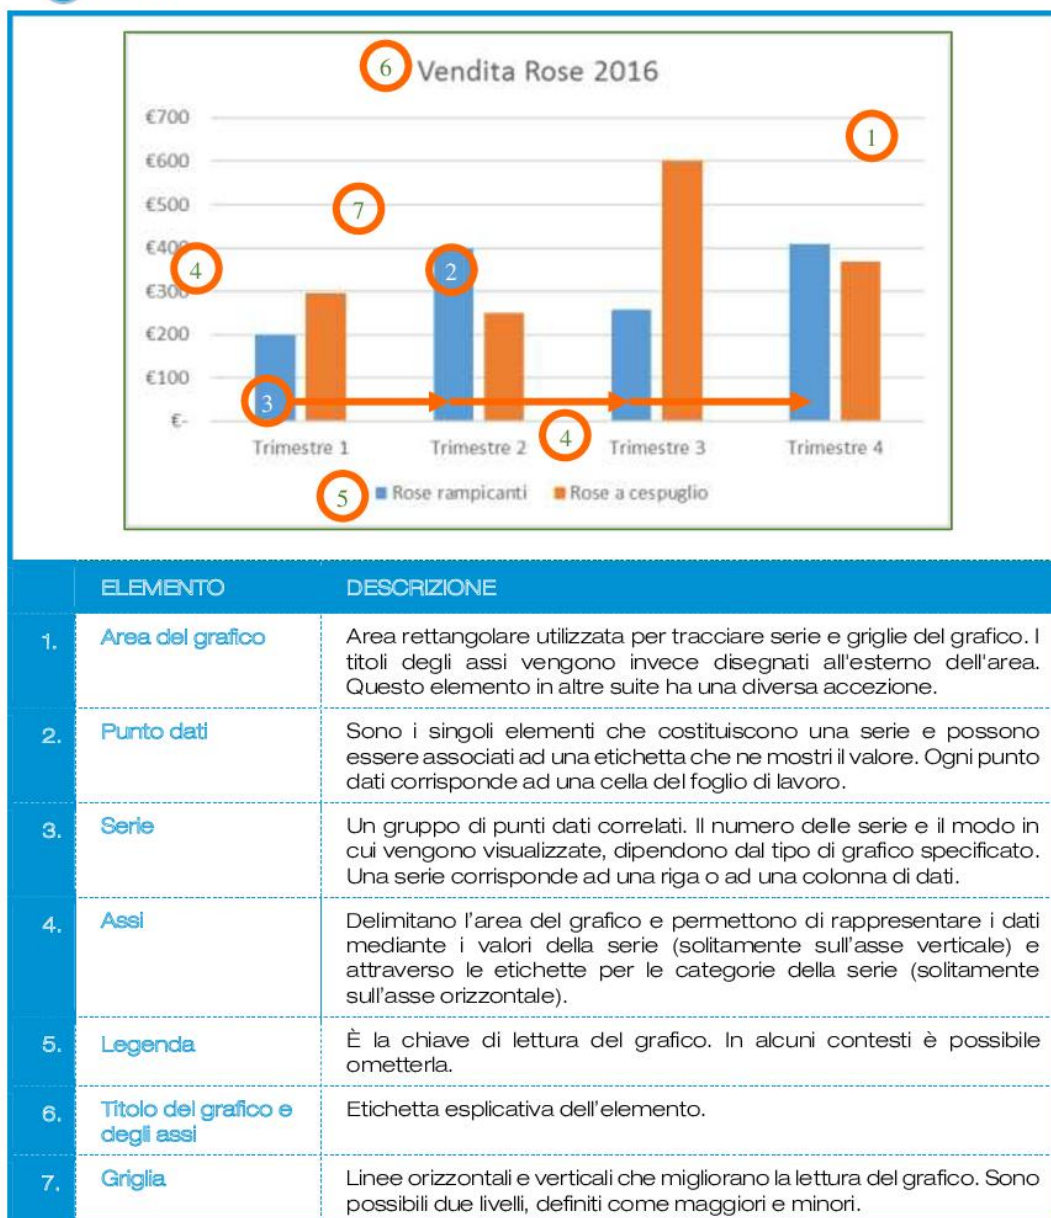 6 Vendita Rose 2016
€700
1
€600
€500
7
€400
4
2
€300
€200
€100
3
€-
4
Trimestre 1 Trimestre 2 Trimestre 3 Trimestre 4
5 Rose rampicanti Rose a cespuglio
ELEMENTO DESCRIZIONE
1. Area del grafico Area rettangolare utilizzata per tracciare serie e griglie del grafico. I
titoli degli assi vengono invece disegnati all'esterno dell'area.
Questo elemento in altre suite ha una diversa accezione.
2. Punto dati Sono i singoli elementi che costituiscono una serie e possono
essere associati ad una etichetta che ne mostri il valore. Ogni punto
dati corrisponde ad una cella del foglio di lavoro.
3. Serie Un gruppo di punti dati correlati. Il numero delle serie e il modo in
cui vengono visualizzate, dipendono dal tipo di grafico specificato.
Una serie corrisponde ad una riga o ad una colonna di dati.
4. Assi Delimitano l'area del grafico e permettono di rappresentare i dati
mediante i valori della serie (solitamente sull'asse verticale) e
attraverso le etichette per le categorie della serie (solitamente
sull'asse orizzontale).
5. Legenda È la chiave di lettura del grafico. In alcuni contesti è possibile
ometterla.
6. Titolo del grafico e Etichetta esplicativa dell'elemento.
degli assi
7. Griglia Linee orizzontali e verticali che migliorano la lettura del grafico. Sono
possibili due livelli, definiti come maggiori e minori.